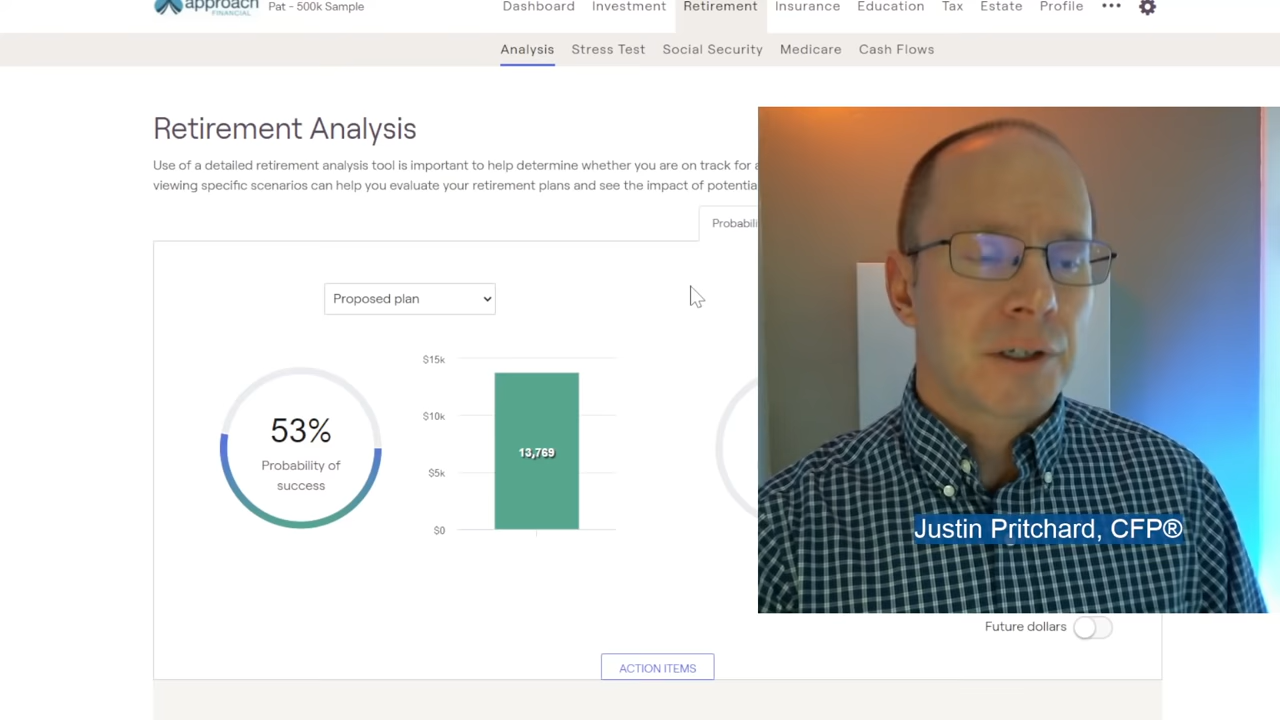 approach
FINANCIAL
Pat - 500k Sample
Dashboard Investment Retirement Insurance Education Tax Estate Profile •••
Analysis Stress Test Social Security Medicare Cash Flows
Retirement Analysis
Use of a detailed retirement analysis tool is important to help determine whether you are on track for
viewing specific scenarios can help you evaluate your retirement plans and see the impact of
Proposed plan
53%
Probability of
success
$15k
$10k
$5k
$0
13,769
Justin Pritchard, CFP®
Future dollars
ACTION ITEMS